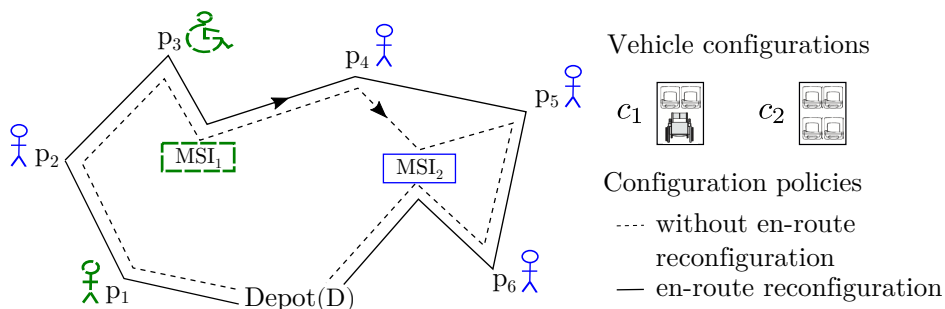 p3
p4
p5
p2
MSI1
MSI2
p1
Depot(D)
p6
Vehicle configurations
c1
c2
Configuration policies
without en-route
reconfiguration
en-route reconfiguration